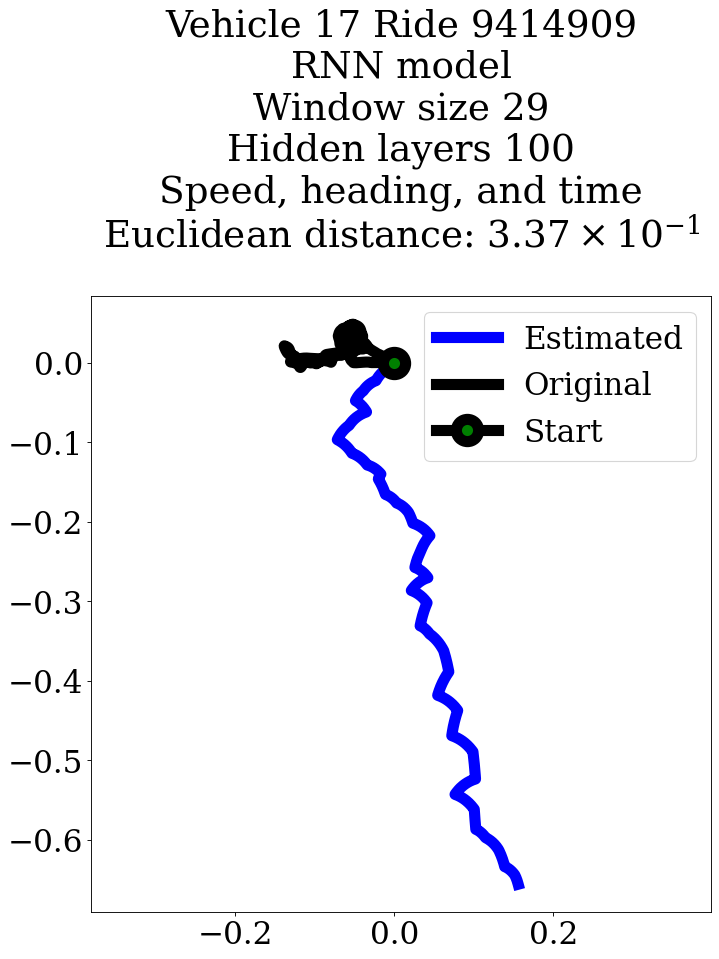 Vehicle 17 Ride 9414909
RNN model
Window size 29
Hidden layers 100
Speed, heading, and time
Euclidean distance: 3.37 × 10⁻¹
Estimated
Original
Start
0.0
−0.1
−0.2
−0.3
−0.4
−0.5
−0.6
−0.2 0.0 0.2